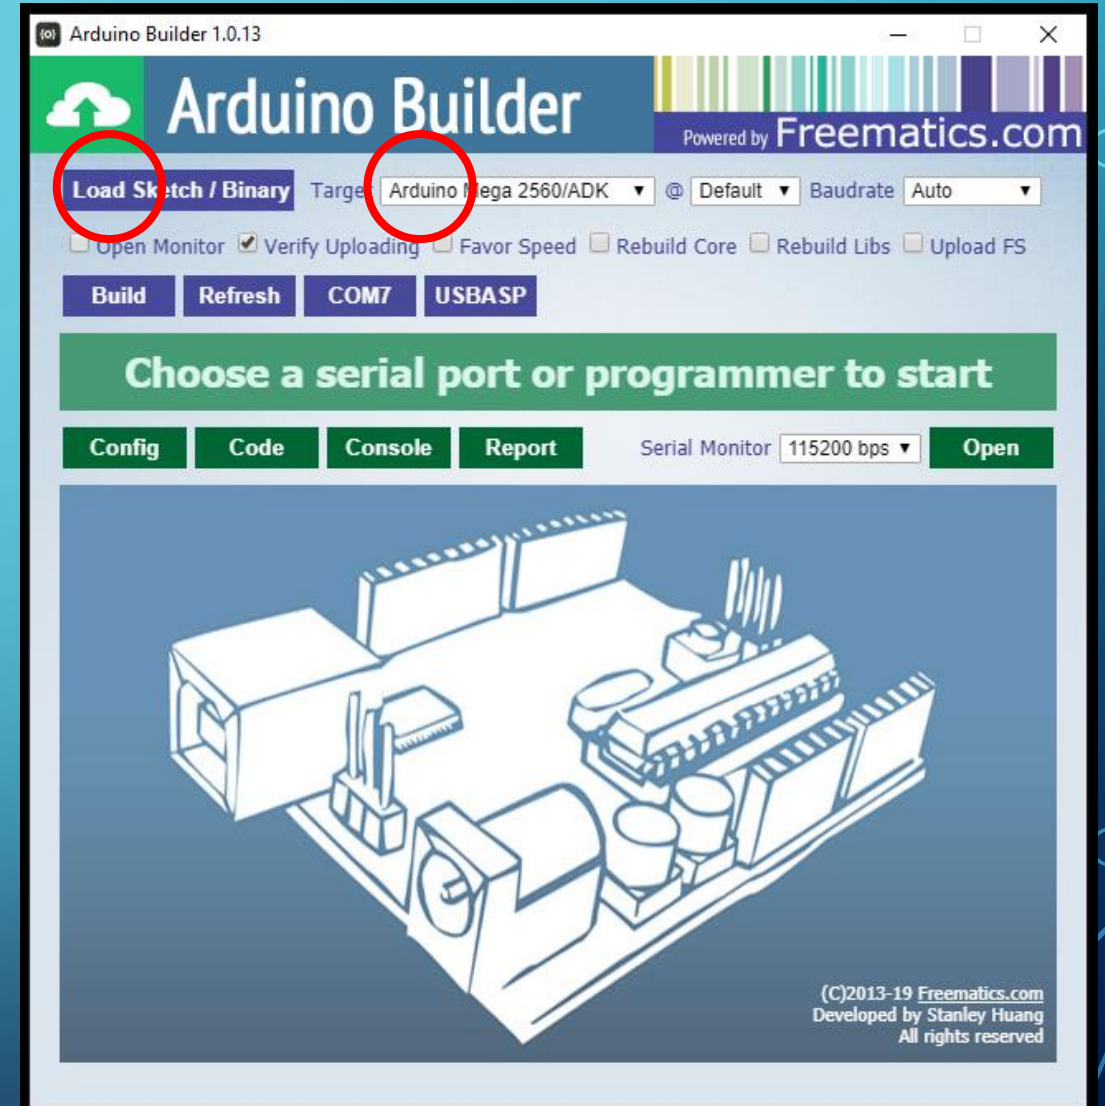 Arduino Builder 1.0.13
Arduino Builder
Powered by Freematics.com
Load Sketch / Binary Target Arduino Mega 2560/ADK @ Default Baudrate Auto
Open Monitor Verify Uploading Favor Speed Rebuild Core Rebuild Libs Upload FS
Build Refresh COM7 USBASP
Choose a serial port or programmer to start
Config Code Console Report Serial Monitor 115200 bps Open
(C)2013-19 Freematics.com
Developed by Stanley Huang
All rights reserved